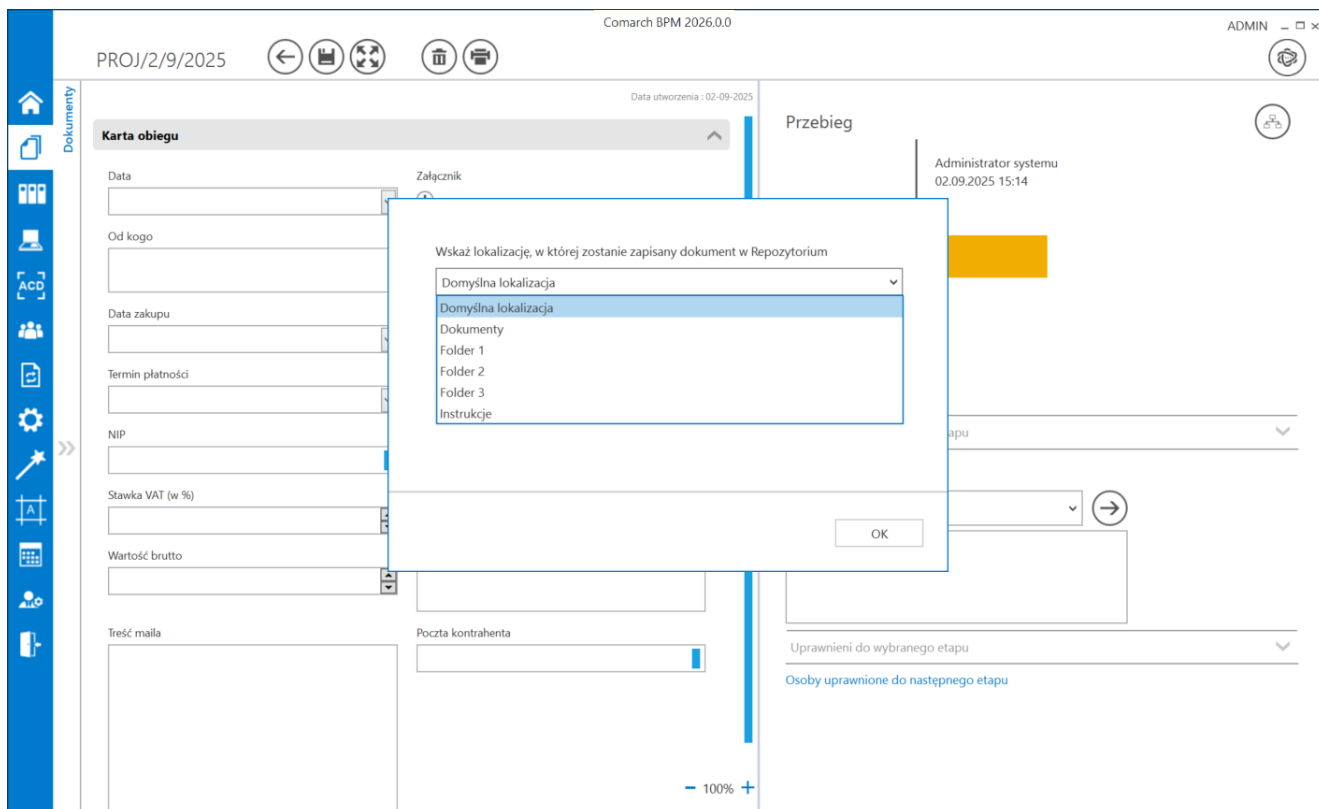 Comarch BPM 2026.0.0
ADMIN
PROJ/2/9/2025
Dokumenty
Data utworzenia : 02-09-2025
Karta obiegu
Data
Załącznik
Od kogo
Data zakupu
Termin płatności
NIP
Stawka VAT (w %)
Wartość brutto
Treść maila
Poczta kontrahenta
ACD
A
Wskaż lokalizację, w której zostanie zapisany dokument w Repozytorium
Domyślna lokalizacja
Domyślna lokalizacja
Dokumenty
Folder 1
Folder 2
Folder 3
Instrukcje
OK
Przebieg
Administrator systemu
02.09.2025 15:14
apu
Uprawnieni do wybranego etapu
Osoby uprawnione do następnego etapu
100%